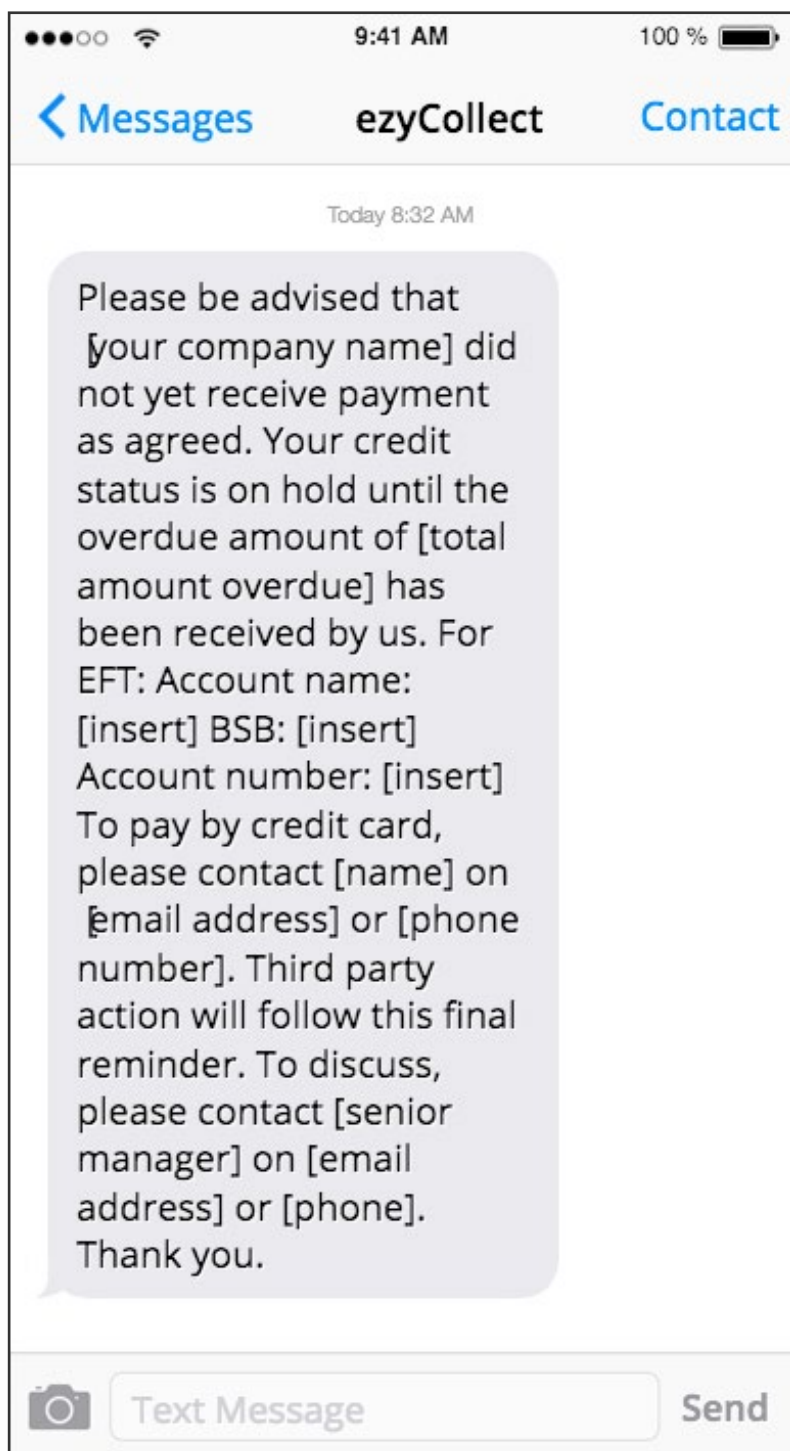 9:41 AM 100 %
Messages ezyCollect Contact
Today 8:32 AM
Please be advised that
[your company name] did
not yet receive payment
as agreed. Your credit
status is on hold until the
overdue amount of [total
amount overdue] has
been received by us. For
EFT: Account name:
[insert] BSB: [insert]
Account number: [insert]
To pay by credit card,
please contact [name] on
[email address] or [phone
number]. Third party
action will follow this final
reminder. To discuss,
please contact [senior
manager] on [email
address] or [phone].
Thank you.
Text Message Send